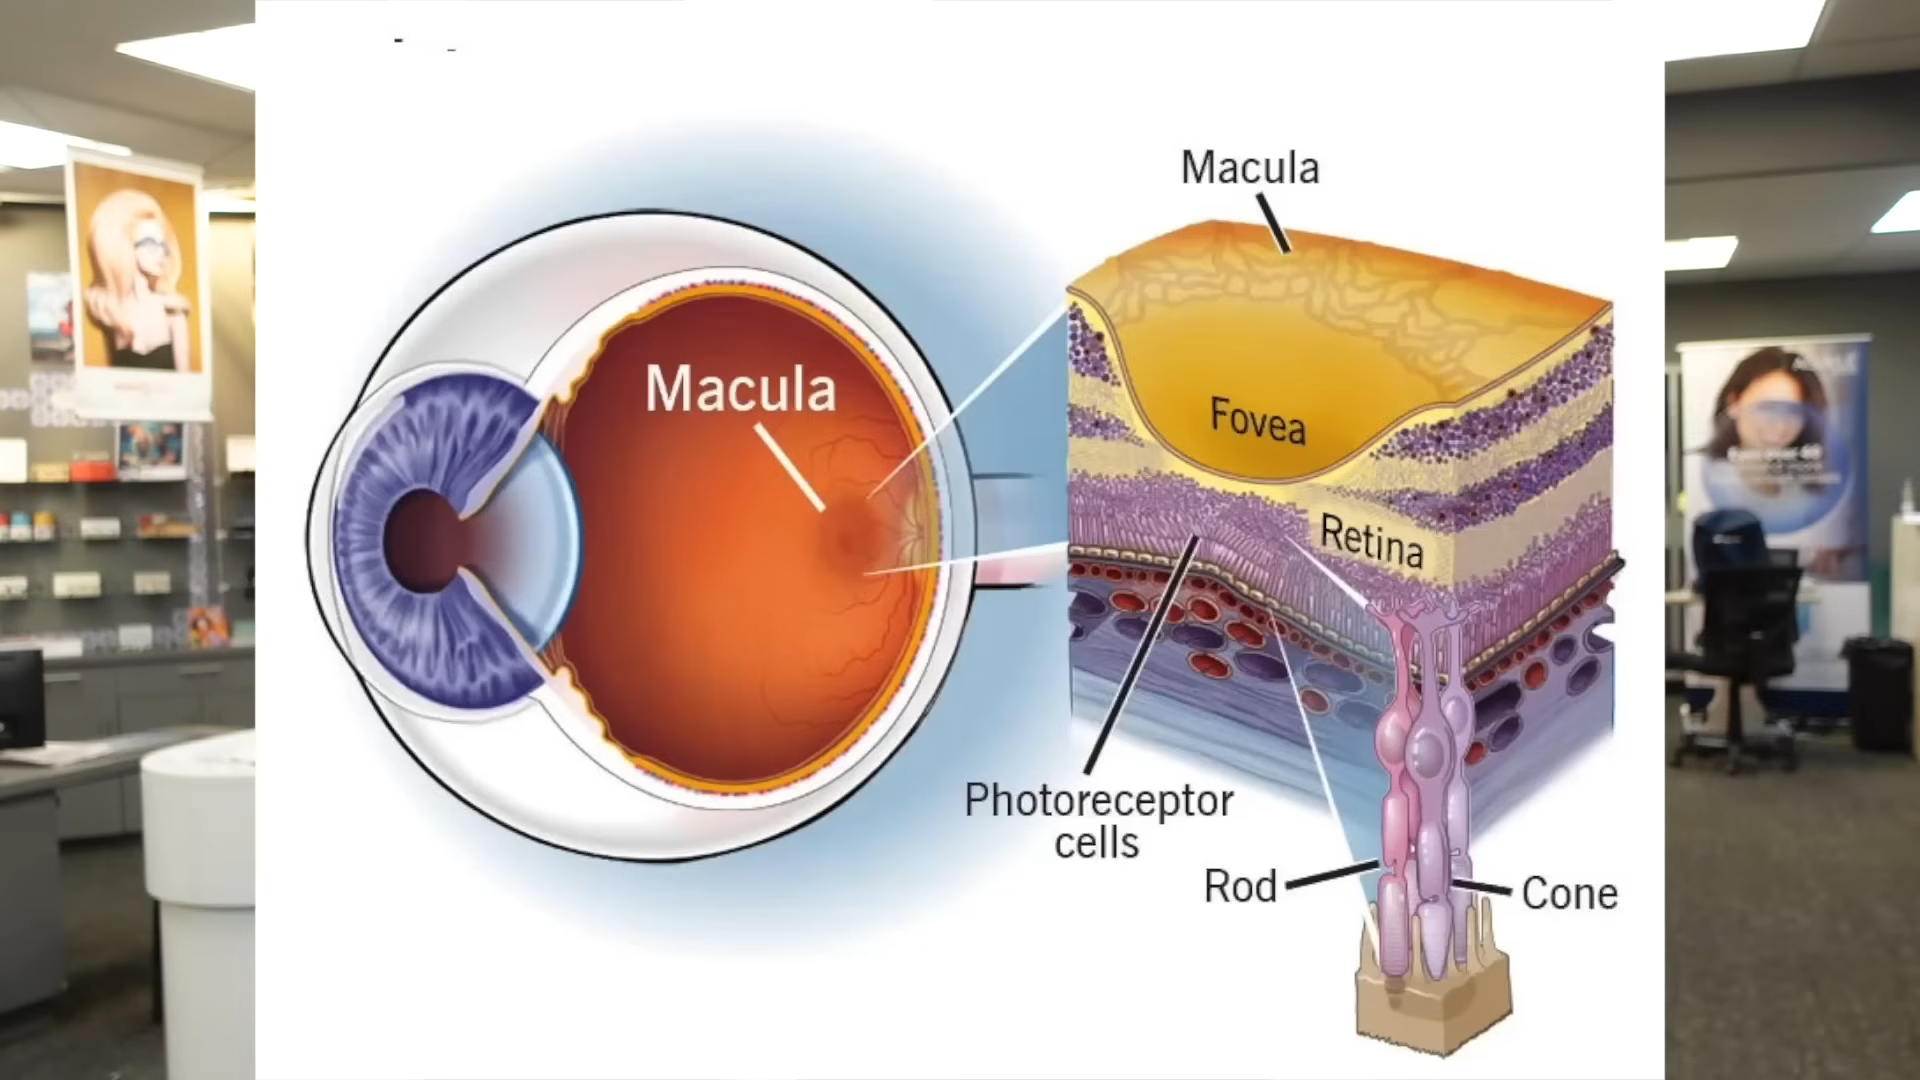 Macula
Macula
Fovea
Retina
Photoreceptor
cells
Rod
Cone